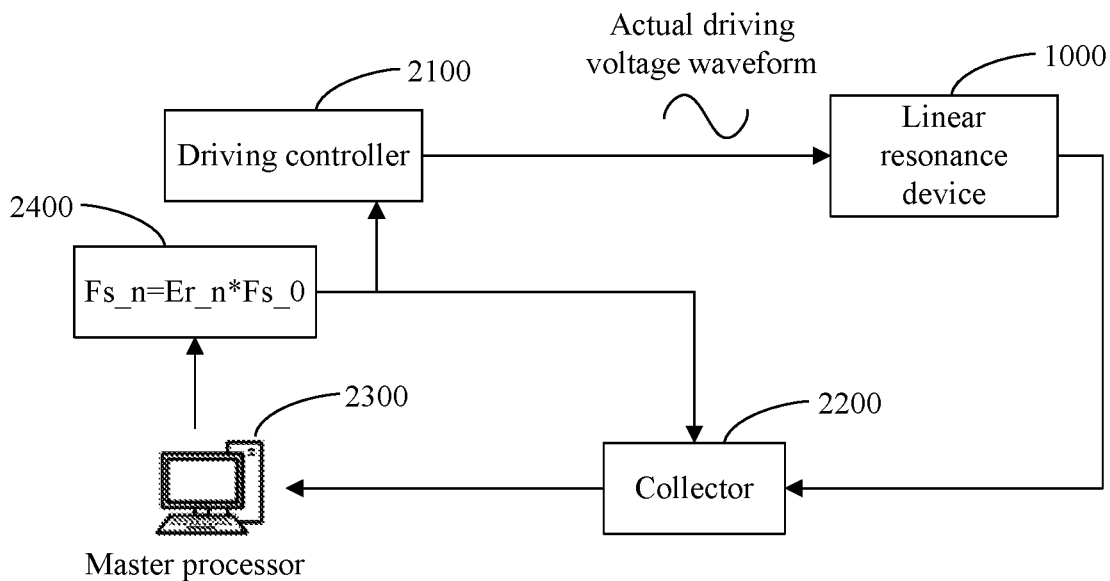 Actual driving
voltage waveform
1000
2100
Driving controller
Linear
resonance
device
2400
Fs_n=Er_n*Fs_0
2300
2200
Collector
Master processor